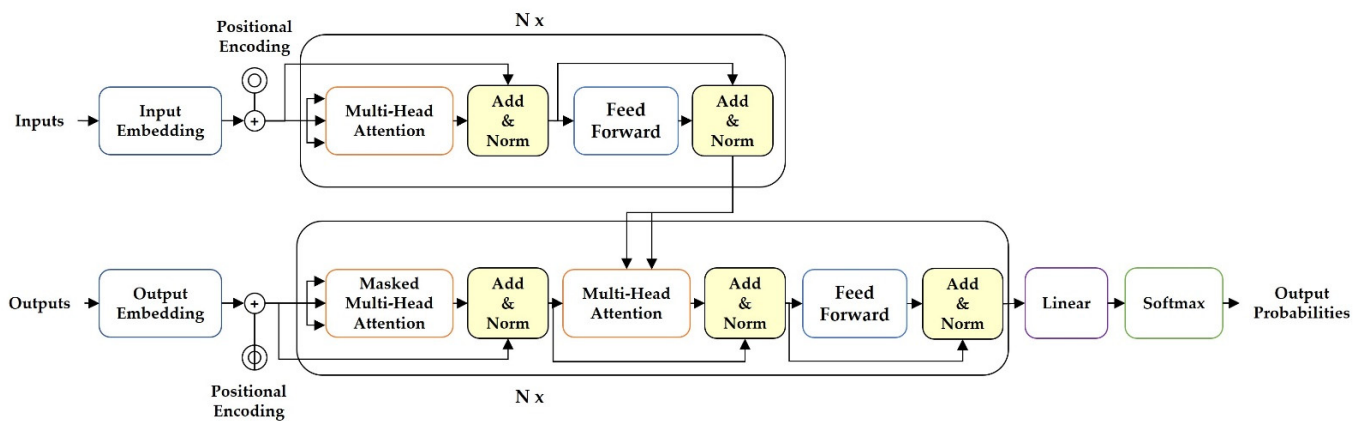 Positional
Encoding
N x
Inputs
Input
Embedding
+
Multi-Head
Attention
Add
&
Norm
Feed
Forward
Add
&
Norm
Outputs
Output
Embedding
+
Masked
Multi-Head
Attention
Add
&
Norm
Multi-Head
Attention
Add
&
Norm
Feed
Forward
Add
&
Norm
Linear
Softmax
Output
Probabilities
Positional
Encoding
N x